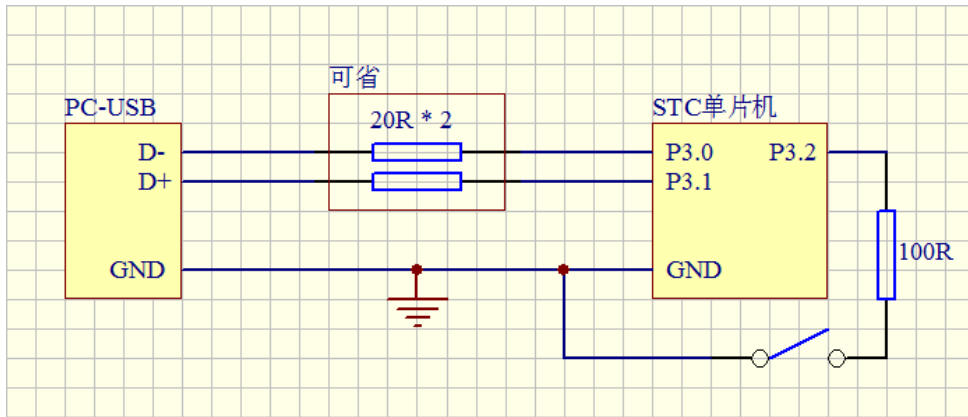 可省
PC-USB
20R * 2
STC单片机
D-
P3.0
P3.2
D+
P3.1
GND
GND
100R